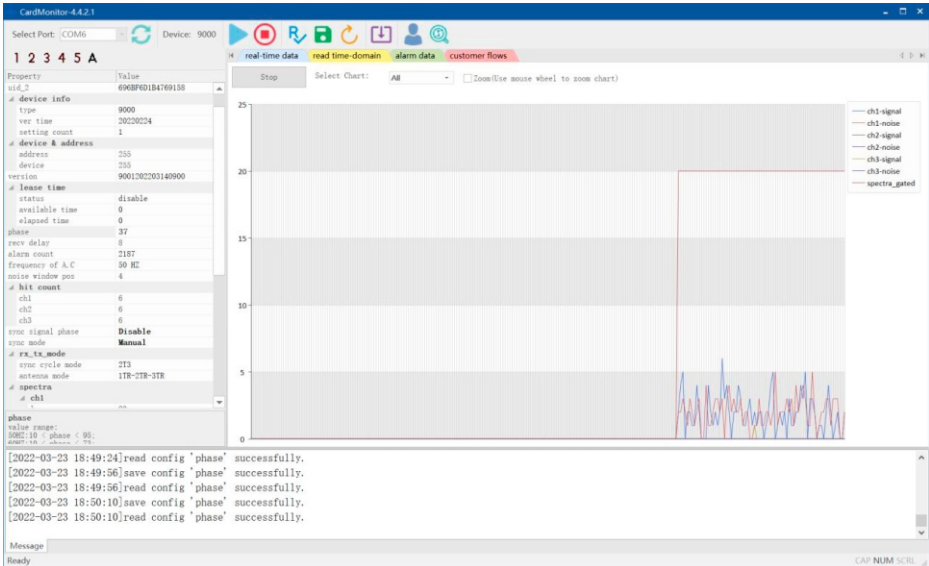 CardMonitor-4.4.2.1
Select Port: COM6 Device: 9000
1 2 3 4 5 A
real-time data read time-domain alarm data customer flows
Property Value
uid_2 696BF6D1B4769158
device info
type 9000
ver time 20220224
setting count 1
device & address
address 255
device 255
version 9001202203140900
lease time
status disable
available time 0
elapsed time 0
phase 37
recv delay 8
alarm count 2187
frequency of A.C 50 HZ
noise window pos 4
hit count
ch1 6
ch2 6
ch3 6
sync signal phase Disable
sync mode Manual
rx_tx_mode
sync cycle mode 2T3
antenna mode 1TR-2TR-3TR
spectra
ch1
phase
value range:
50HZ:10 < phase < 95;
Stop Select Chart: All Zoom(Use mouse wheel to zoom chart)
25
20
15
10
5
0
ch1-signal
ch1-noise
ch2-signal
ch2-noise
ch3-signal
ch3-noise
spectra_gated
[2022-03-23 18:49:24]read config 'phase' successfully.
[2022-03-23 18:49:56]save config 'phase' successfully.
[2022-03-23 18:49:56]read config 'phase' successfully.
[2022-03-23 18:50:10]save config 'phase' successfully.
[2022-03-23 18:50:10]read config 'phase' successfully.
Message
Ready CAP NUM SCRL